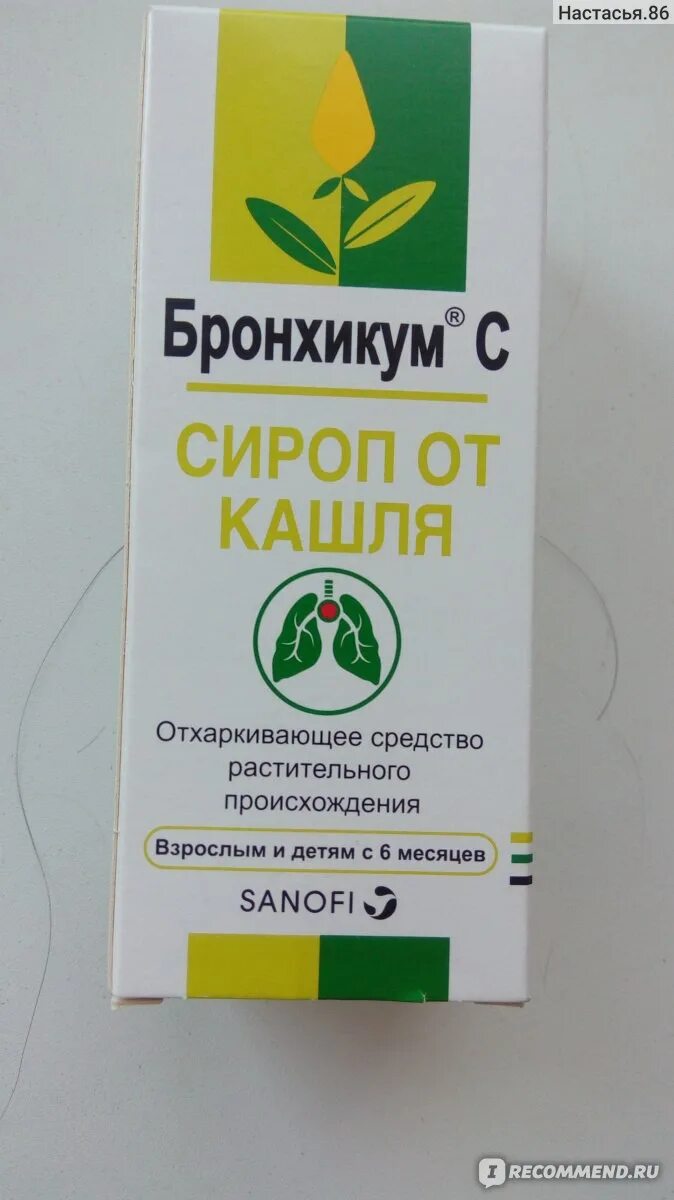 Настасья.86
Бронхикум® С
СИРОП ОТ
КАШЛЯ
Отхаркивающее средство
растительного
происхождения
Взрослым и детям с 6 месяцев
SANOFI
I RECOMMEND.RU